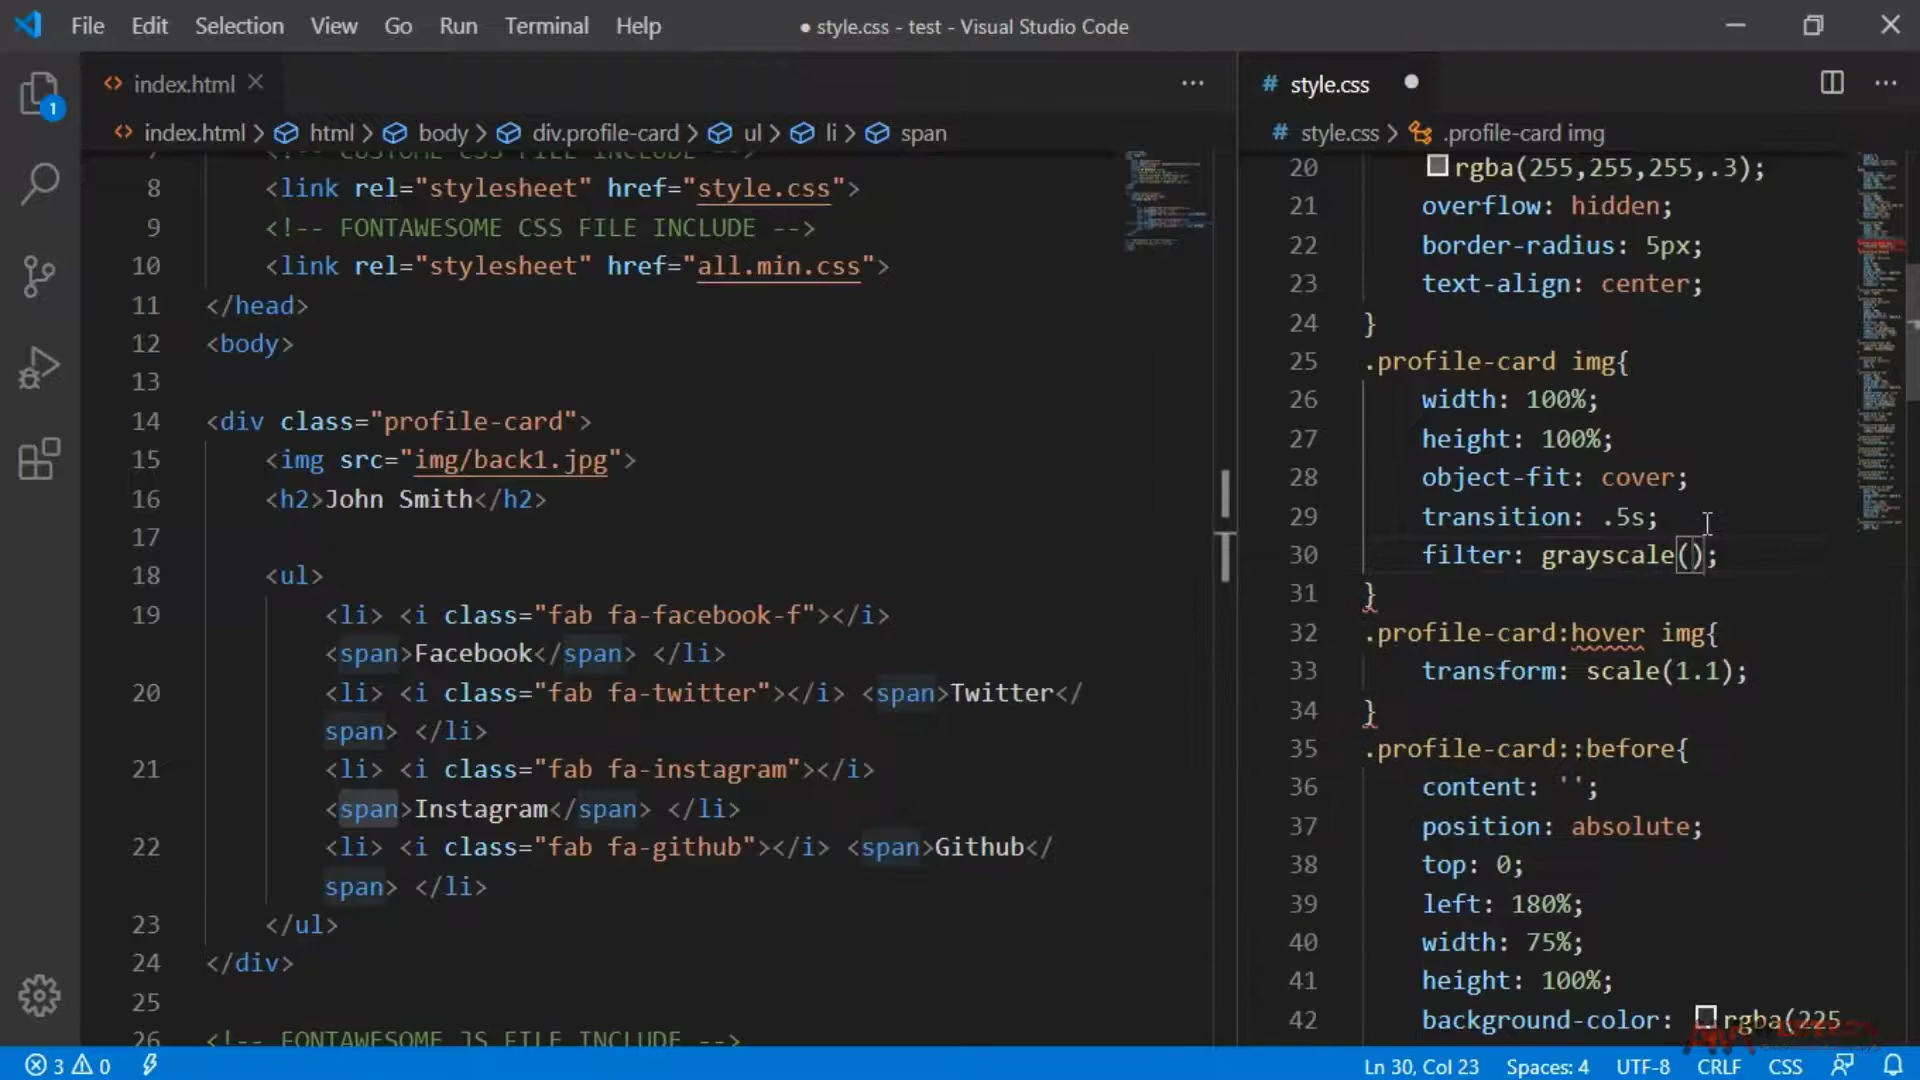 File Edit Selection View Go Run Terminal Help
● style.css - test - Visual Studio Code
1
index.html
index.html > html > body > div.profile-card > ul > li > span
<!-- CUSTOME CSS FILE INCLUDE -->
8 <link rel="stylesheet" href="style.css">
9 <!-- FONTAWESOME CSS FILE INCLUDE -->
10 <link rel="stylesheet" href="all.min.css">
11 </head>
12 <body>
13
14 <div class="profile-card">
15 <img src="img/back1.jpg">
16 <h2>John Smith</h2>
17
18 <ul>
19 <li> <i class="fab fa-facebook-f"></i>
<span>Facebook</span> </li>
20 <li> <i class="fab fa-twitter"></i> <span>Twitter</
span> </li>
21 <li> <i class="fab fa-instagram"></i>
<span>Instagram</span> </li>
22 <li> <i class="fab fa-github"></i> <span>Github</
span> </li>
23 </ul>
24 </div>
25
26 <!-- FONTAWESOME JS FILE INCLUDE -->
# style.css ●
# style.css > .profile-card img
20 rgba(255,255,255,.3);
21 overflow: hidden;
22 border-radius: 5px;
23 text-align: center;
24 }
25 .profile-card img{
26 width: 100%;
27 height: 100%;
28 object-fit: cover;
29 transition: .5s;
30 filter: grayscale();
31 }
32 .profile-card:hover img{
33 transform: scale(1.1);
34 }
35 .profile-card::before{
36 content: '';
37 position: absolute;
38 top: 0;
39 left: 180%;
40 width: 75%;
41 height: 100%;
42 background-color: rgba(225
3 0
Ln 30, Col 23 Spaces: 4 UTF-8 CRLF CSS